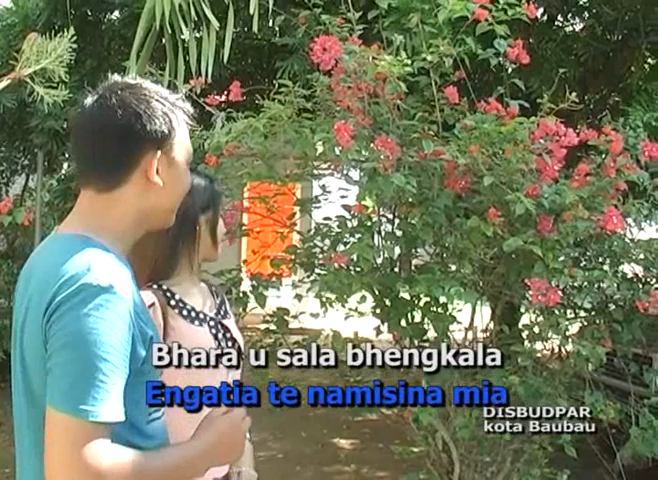 Bhara u sala bhengkala
Engatia te namisina mia
DISBUDPAR
kota Baubau